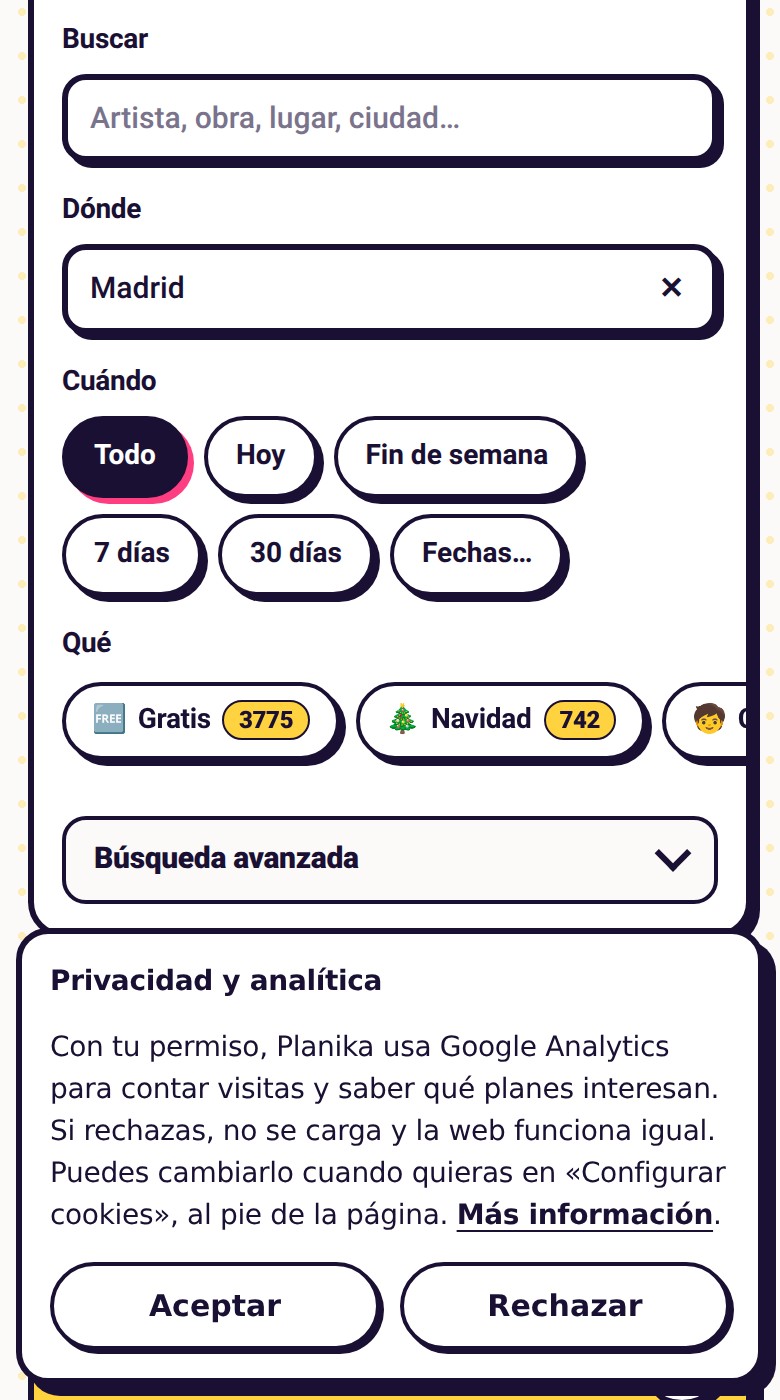 Buscar
Artista, obra, lugar, ciudad…
Dónde
Madrid ✕
Cuándo
Todo Hoy Fin de semana
7 días 30 días Fechas…
Qué
FREE Gratis 3775 Navidad 742
Búsqueda avanzada
Privacidad y analítica
Con tu permiso, Planika usa Google Analytics
para contar visitas y saber qué planes interesan.
Si rechazas, no se carga y la web funciona igual.
Puedes cambiarlo cuando quieras en «Configurar
cookies», al pie de la página. Más información.
Aceptar Rechazar